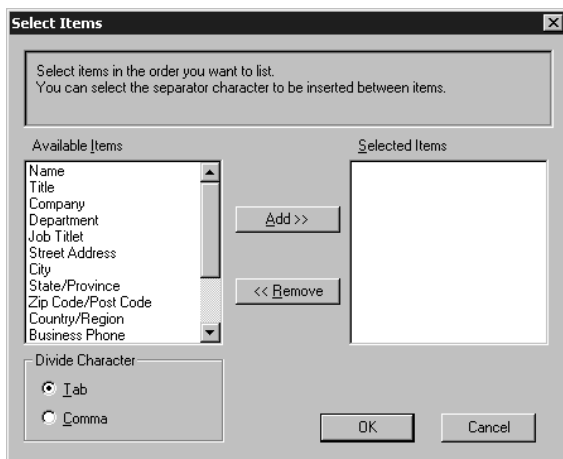 Select Items
Select items in the order you want to list.
You can select the separator character to be inserted between items.
Available Items
Selected Items
Name
Title
Company
Department
Job Titlet
Street Address
City
State/Province
Zip Code/Post Code
Country/Region
Business Phone
Add >>
<< Remove
Divide Character
Tab
Comma
OK
Cancel